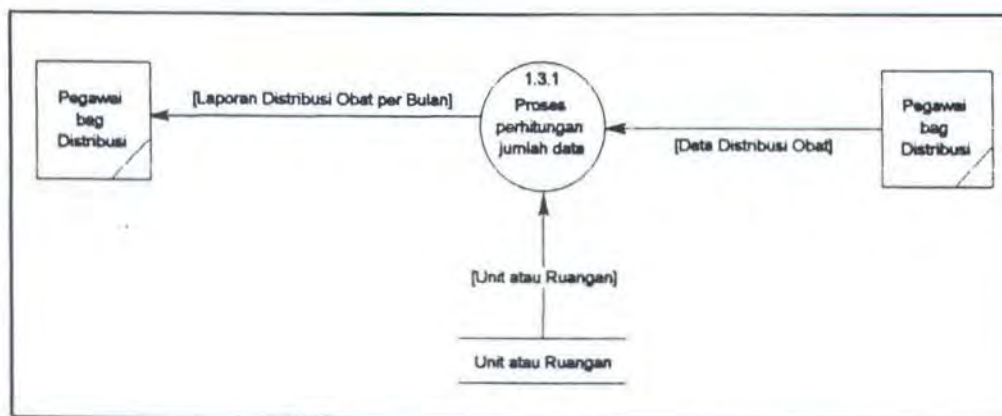 Pegawai
bag
Distribusi
[Laporan Distribusi Obat per Bulan]
1.3.1
Proses
perhitungan
jumlah data
[Data Distribusi Obat]
Pegawai
bag
Distribusi
[Unit atau Ruangan]
Unit atau Ruangan